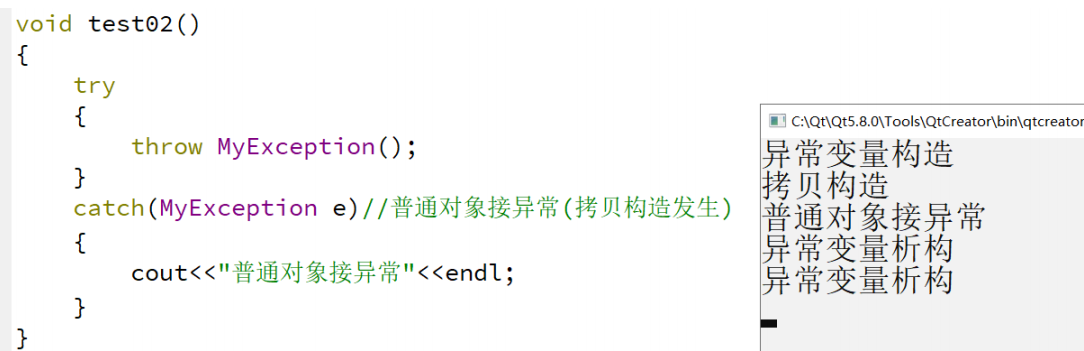 void test02()
{
    try
    {
        throw MyException();
    }
    catch(MyException e)//普通对象接异常(拷贝构造发生)
    {
        cout<<"普通对象接异常"<<endl;
    }
}
C:\Qt\Qt5.8.0\Tools\QtCreator\bin\qtcreator
异常变量构造
拷贝构造
普通对象接异常
异常变量析构
异常变量析构